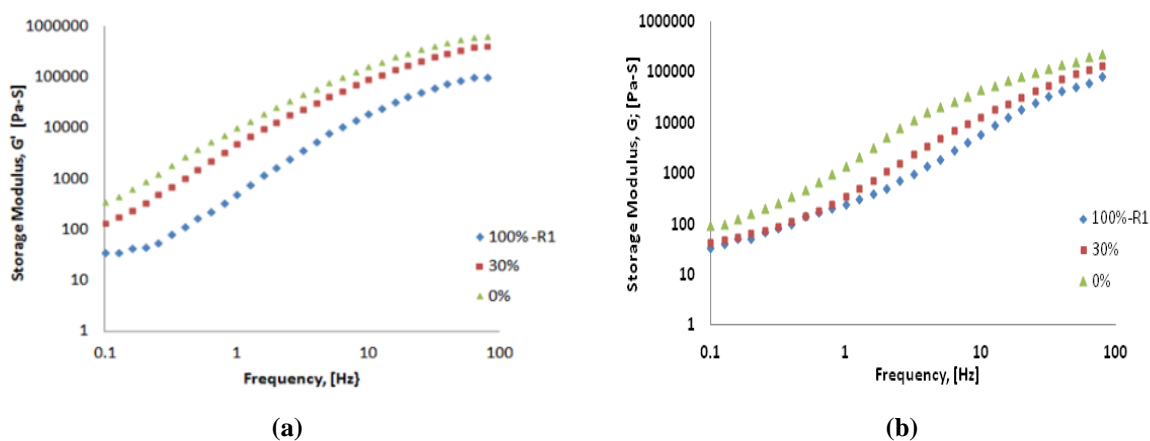 1000000
100000
10000
1000
100
10
1
Storage Modulus, G' [Pa-S]
0.1 1 10 100
Frequency, [Hz}
100%-R1
30%
0%
(a)
1000000
100000
10000
1000
100
10
1
Storage Modulus, G; [Pa-S]
0.1 1 10 100
Frequency, [Hz]
100%-R1
30%
0%
(b)